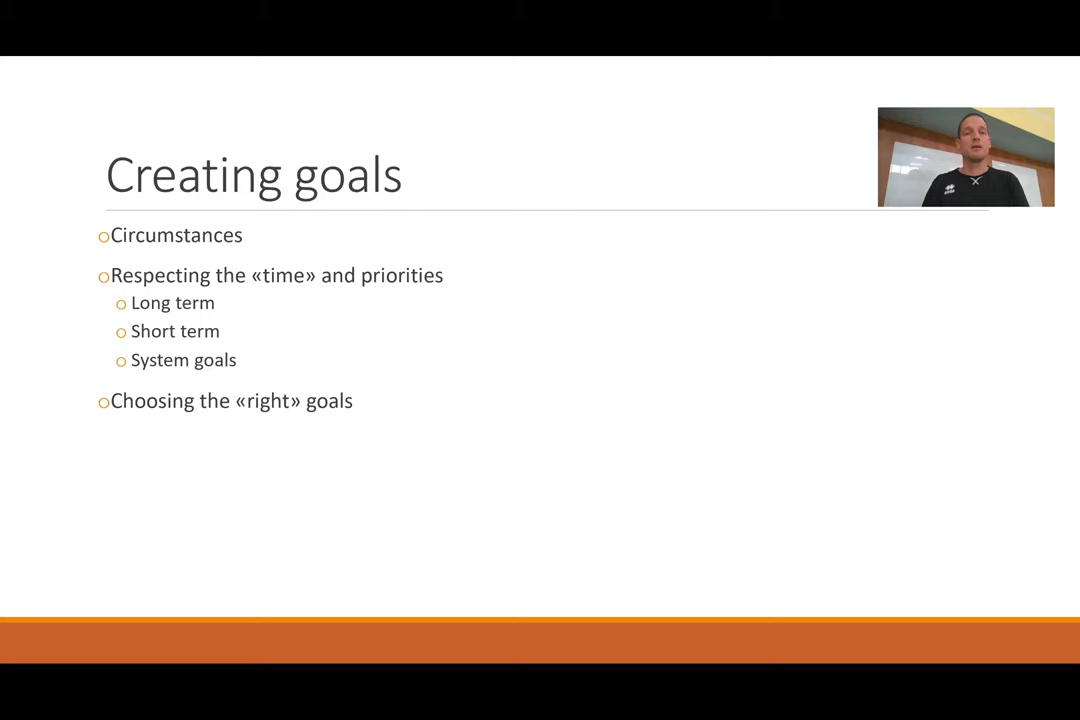 Creating goals
Circumstances
Respecting the «time» and priorities
Long term
Short term
System goals
Choosing the «right» goals